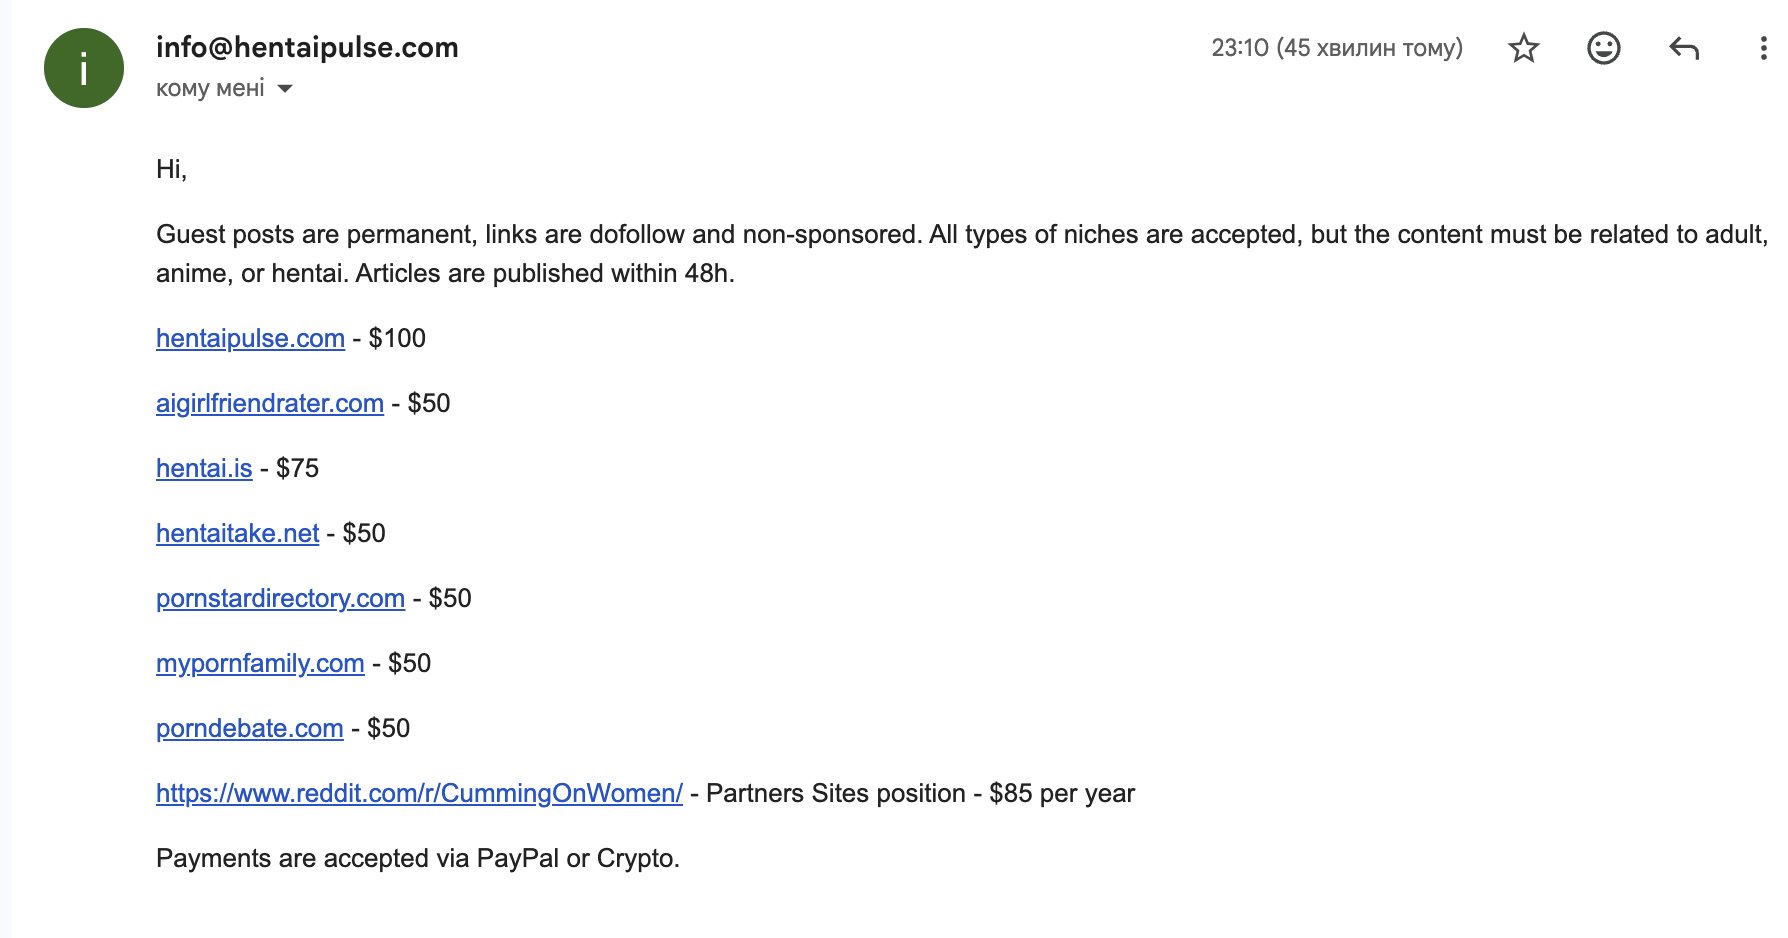 i
info@hentaipulse.com
23:10 (45 хвилин тому)
кому мені
Hi,
Guest posts are permanent, links are dofollow and non-sponsored. All types of niches are accepted, but the content must be related to adult,
anime, or hentai. Articles are published within 48h.
hentaipulse.com - $100
aigirlfriendrater.com - $50
hentai.is - $75
hentaitake.net - $50
pornstardirectory.com - $50
mypornfamily.com - $50
porndebate.com - $50
https://www.reddit.com/r/CummingOnWomen/ - Partners Sites position - $85 per year
Payments are accepted via PayPal or Crypto.